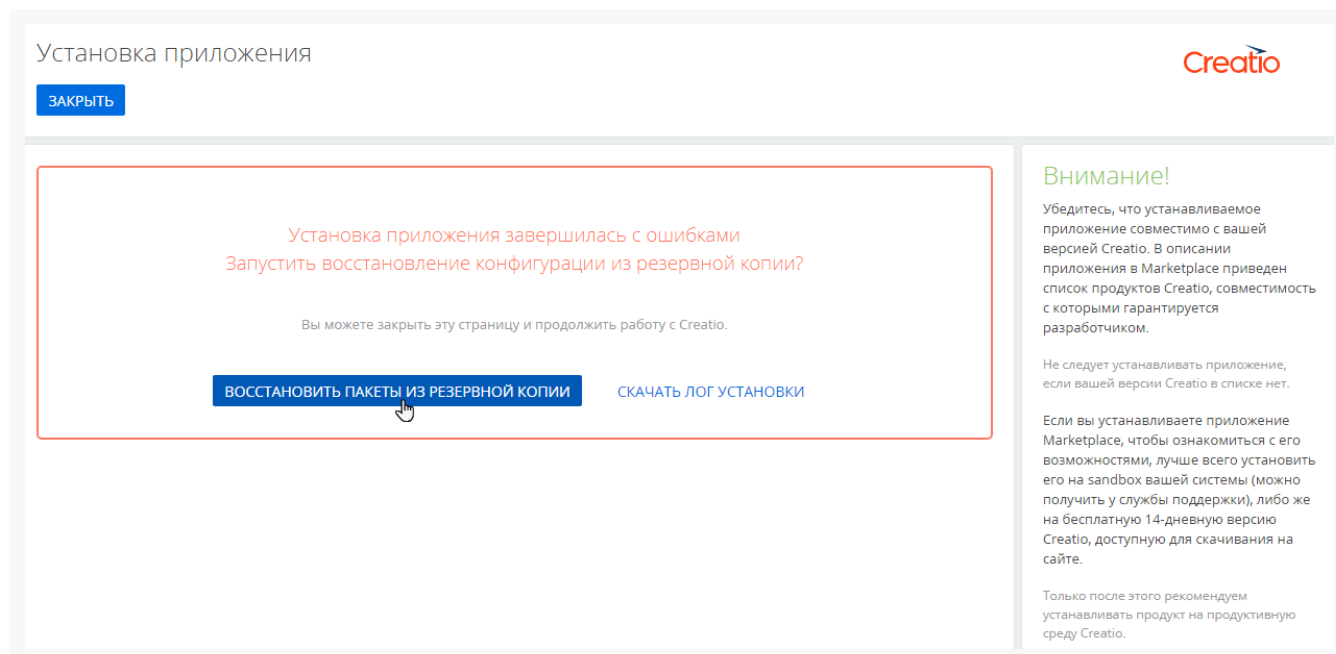 Установка приложения
Creatio
ЗАКРЫТЬ
Установка приложения завершилась с ошибками
Запустить восстановление конфигурации из резервной копии?
Вы можете закрыть эту страницу и продолжить работу с Creatio.
ВОССТАНОВИТЬ ПАКЕТЫ ИЗ РЕЗЕРВНОЙ КОПИИ
СКАЧАТЬ ЛОГ УСТАНОВКИ
Внимание!
Убедитесь, что устанавливаемое
приложение совместимо с вашей
версией Creatio. В описании
приложения в Marketplace приведен
список продуктов Creatio, совместимость
с которыми гарантируется
разработчиком.
Не следует устанавливать приложение,
если вашей версии Creatio в списке нет.
Если вы устанавливаете приложение
Marketplace, чтобы ознакомиться с его
возможностями, лучше всего установить
его на sandbox вашей системы (можно
получить у службы поддержки), либо же
на бесплатную 14-дневную версию
Creatio, доступную для скачивания на
сайте.
Только после этого рекомендуем
устанавливать продукт на продуктивную
среду Creatio.